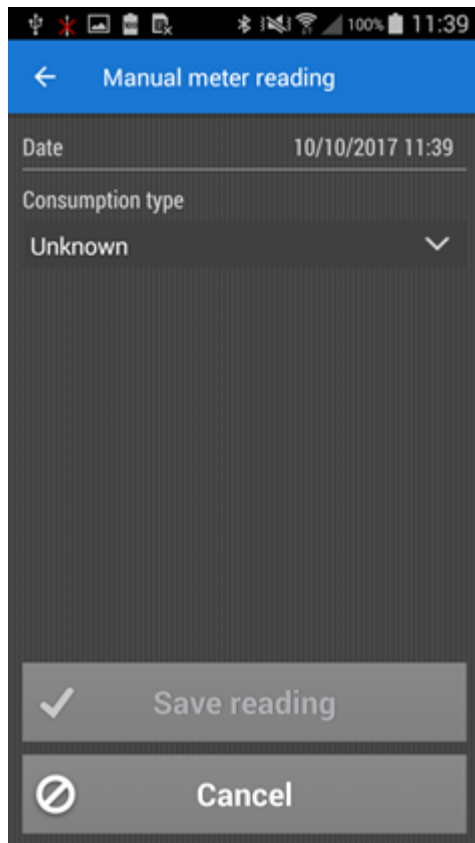 100% 11:39
Manual meter reading
Date 10/10/2017 11:39
Consumption type
Unknown
Save reading
Cancel